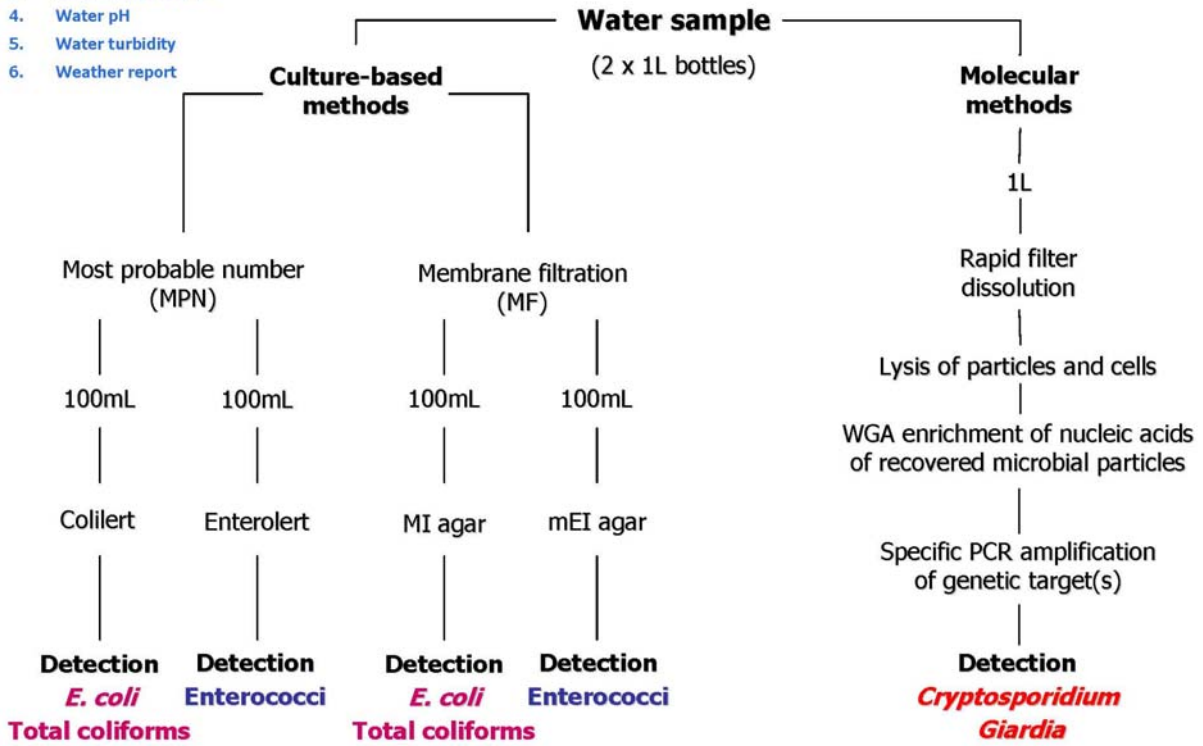 4. Water pH
5. Water turbidity
6. Weather report
Water sample
(2 x 1L bottles)
Culture-based
methods
Molecular
methods
Most probable number
(MPN)
Membrane filtration
(MF)
100mL
100mL
100mL
100mL
Colilert
Enterolert
MI agar
mEI agar
Detection
E. coli
Total coliforms
Detection
Enterococci
Detection
E. coli
Total coliforms
Detection
Enterococci
1L
Rapid filter
dissolution
Lysis of particles and cells
WGA enrichment of nucleic acids
of recovered microbial particles
Specific PCR amplification
of genetic target(s)
Detection
Cryptosporidium
Giardia